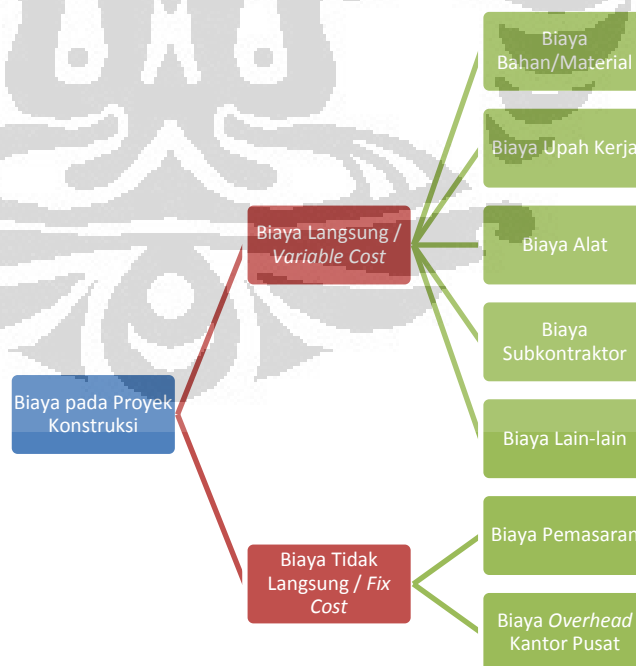 Biaya pada Proyek
Konstruksi
Biaya Langsung /
Variable Cost
Biaya
Bahan/Material
Biaya Upah Kerja
Biaya Alat
Biaya
Subkontraktor
Biaya Lain-lain
Biaya Tidak
Langsung / Fix
Cost
Biaya Pemasaran
Biaya Overhead
Kantor Pusat